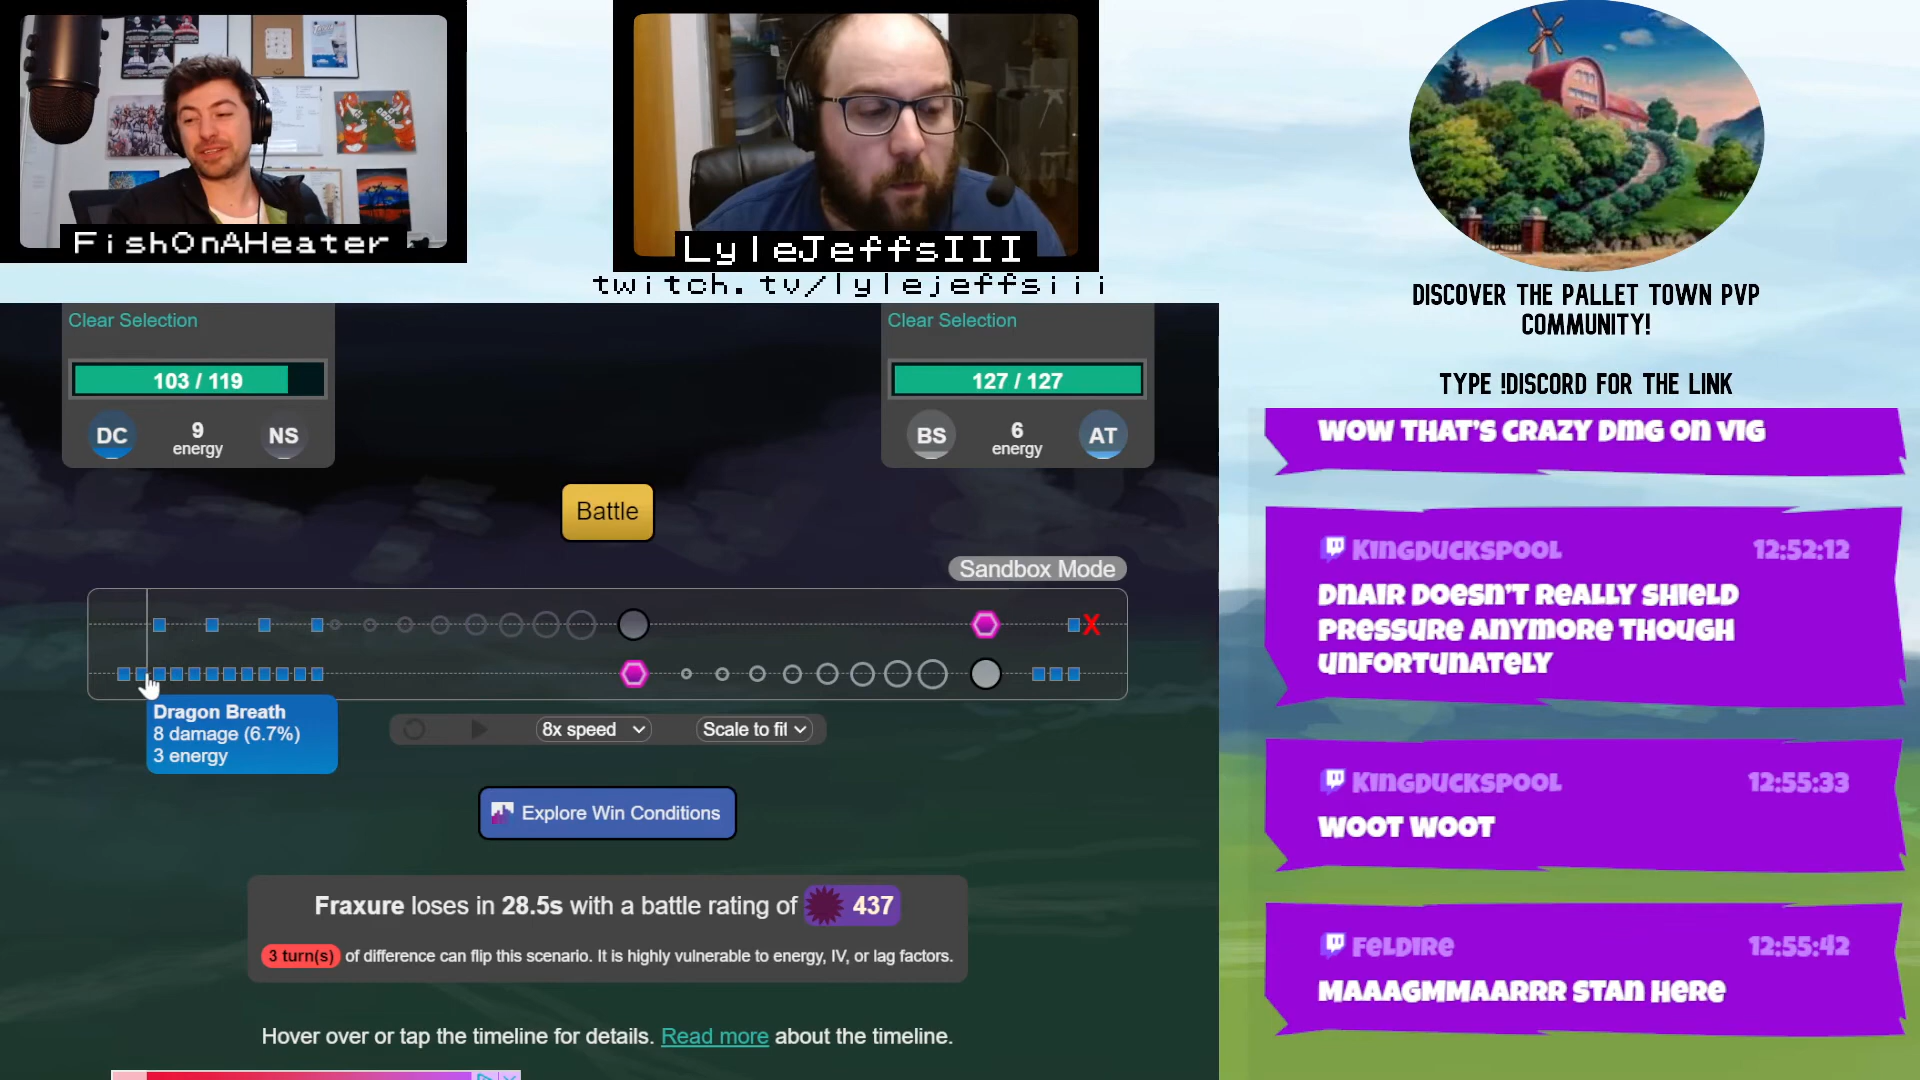 FishOnAHeater
LyleJeffsIII
twitch.tv/lylejeffsiii
DISCOVER THE PALLET TOWN PVP
COMMUNITY!
TYPE !DISCORD FOR THE LINK
Clear Selection
103 / 119
DC
9
energy
NS
Clear Selection
127 / 127
BS
6
energy
AT
Battle
Sandbox Mode
X
Dragon Breath
8 damage (6.7%)
3 energy
8x speed
Scale to fit
Explore Win Conditions
Fraxure loses in 28.5s with a battle rating of 437
3 turn(s) of difference can flip this scenario. It is highly vulnerable to energy, IV, or lag factors.
Hover over or tap the timeline for details. Read more about the timeline.
WOW THAT'S CRAZY DMG ON VIG
KINGDUCKSPOOL 12:52:12
DNAIR DOESN'T REALLY SHIELD
PRESSURE ANYMORE THOUGH
UNFORTUNATELY
KINGDUCKSPOOL 12:55:33
WOOT WOOT
FELDIRE 12:55:42
MAAAGMMAARRR STAN HERE